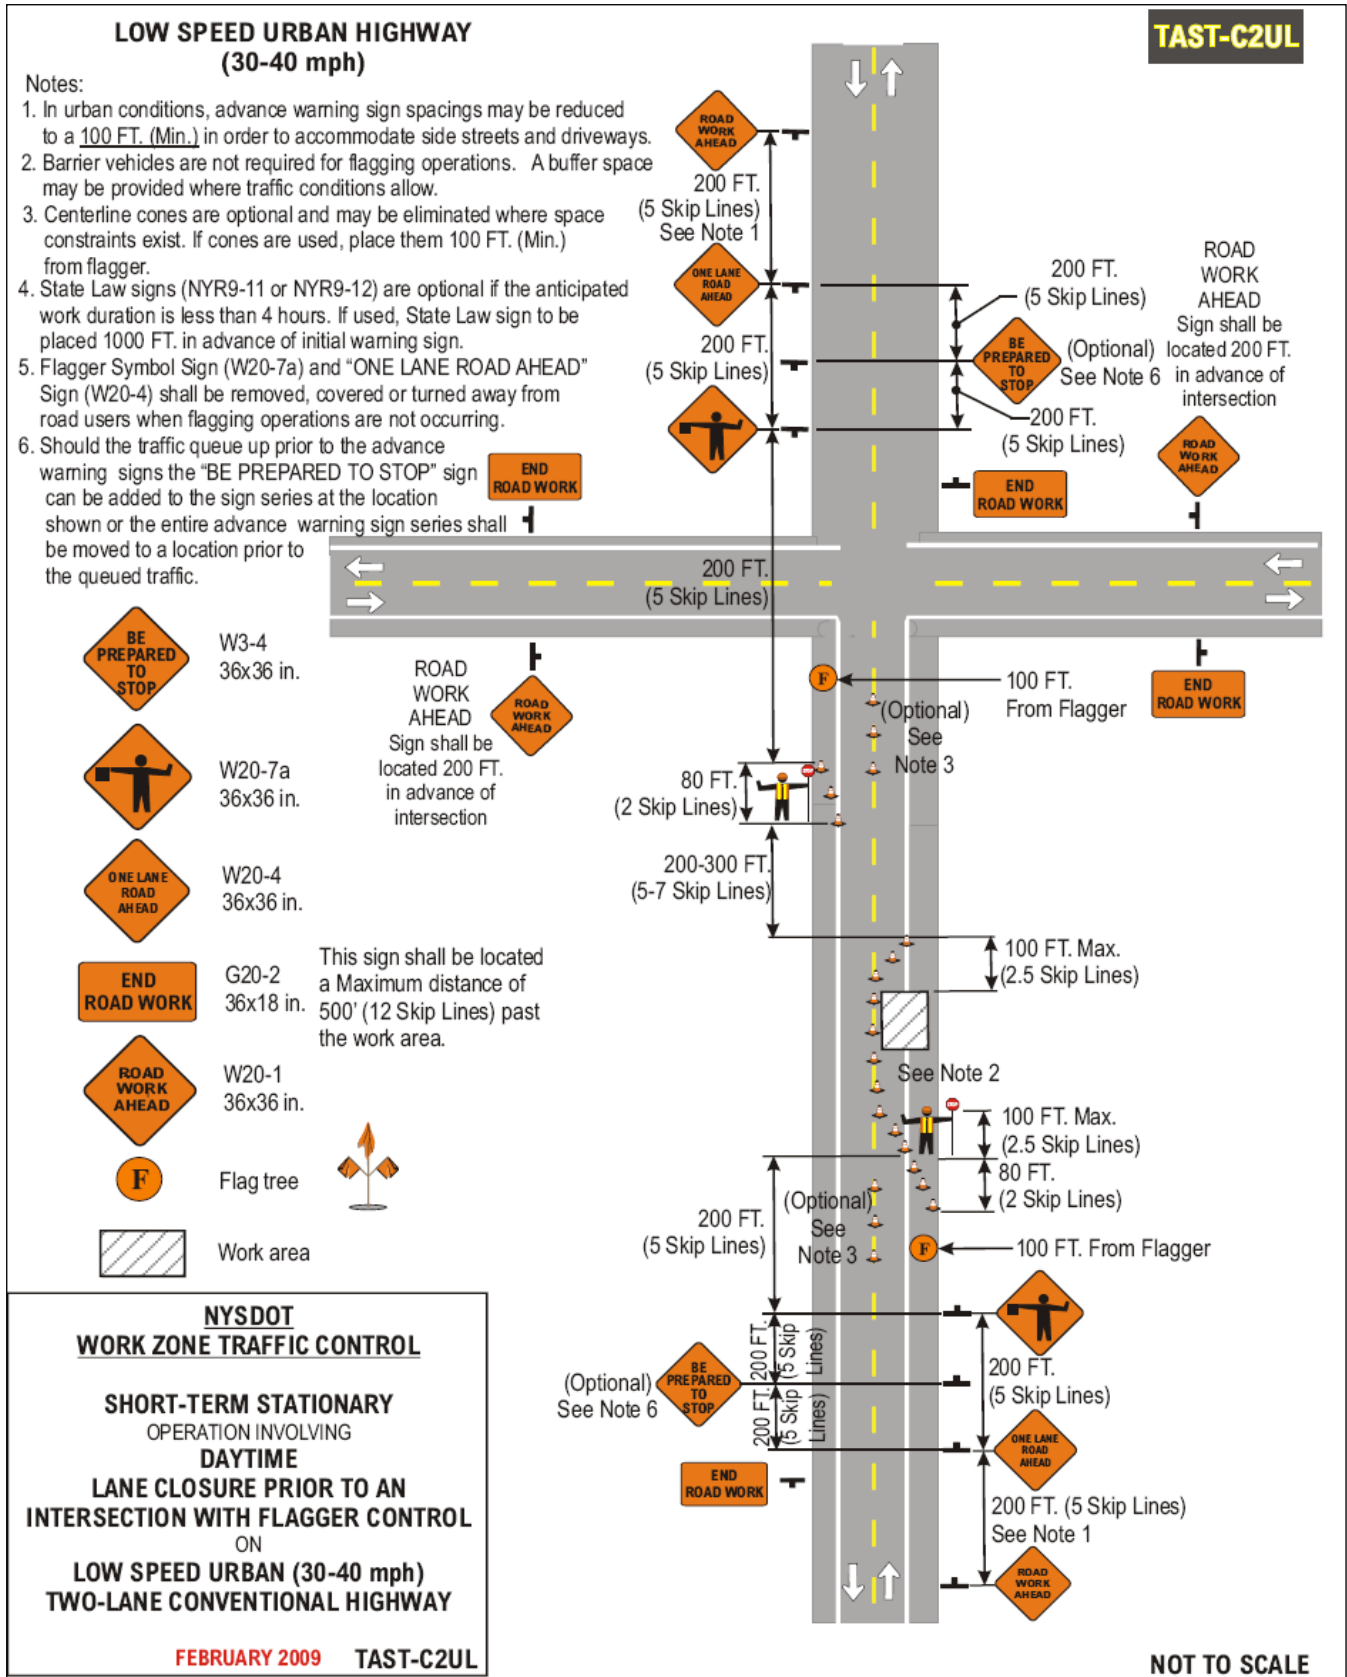 LOW SPEED URBAN HIGHWAY
(30-40 mph)
TAST-C2UL
Notes:
1. In urban conditions, advance warning sign spacings may be reduced
to a 100 FT. (Min.) in order to accommodate side streets and driveways.
2. Barrier vehicles are not required for flagging operations. A buffer space
may be provided where traffic conditions allow.
3. Centerline cones are optional and may be eliminated where space
constraints exist. If cones are used, place them 100 FT. (Min.)
from flagger.
4. State Law signs (NYR9-11 or NYR9-12) are optional if the anticipated
work duration is less than 4 hours. If used, State Law sign to be
placed 1000 FT. in advance of initial warning sign.
5. Flagger Symbol Sign (W20-7a) and “ONE LANE ROAD AHEAD”
Sign (W20-4) shall be removed, covered or turned away from
road users when flagging operations are not occurring.
6. Should the traffic queue up prior to the advance
warning signs the “BE PREPARED TO STOP” sign
can be added to the sign series at the location
shown or the entire advance warning sign series shall
be moved to a location prior to
the queued traffic.
ROAD
WORK
AHEAD
200 FT.
(5 Skip Lines)
See Note 1
ONE LANE
ROAD
AHEAD
200 FT.
(5 Skip Lines)
200 FT.
(5 Skip Lines)
BE
PREPARED
TO
STOP
(Optional)
See Note 6
200 FT.
(5 Skip Lines)
ROAD
WORK
AHEAD
Sign shall be
located 200 FT.
in advance of
intersection
ROAD
WORK
AHEAD
END
ROAD WORK
END
ROAD WORK
200 FT.
(5 Skip Lines)
BE
PREPARED
TO
STOP
W3-4
36x36 in.
W20-7a
36x36 in.
ONE LANE
ROAD
AHEAD
W20-4
36x36 in.
END
ROAD WORK
G20-2
36x18 in.
This sign shall be located
a Maximum distance of
500' (12 Skip Lines) past
the work area.
ROAD
WORK
AHEAD
W20-1
36x36 in.
F
Flag tree
Work area
ROAD
WORK
AHEAD
Sign shall be
located 200 FT.
in advance of
intersection
ROAD
WORK
AHEAD
F
100 FT.
From Flagger
END
ROAD WORK
(Optional)
See
Note 3
80 FT.
(2 Skip Lines)
STOP
200-300 FT.
(5-7 Skip Lines)
100 FT. Max.
(2.5 Skip Lines)
See Note 2
STOP
100 FT. Max.
(2.5 Skip Lines)
80 FT.
(2 Skip Lines)
200 FT.
(5 Skip Lines)
(Optional)
See
Note 3
F
100 FT. From Flagger
200 FT.
(5 Skip
Lines)
200 FT.
(5 Skip
Lines)
200 FT.
(5 Skip Lines)
(Optional)
See Note 6
BE
PREPARED
TO
STOP
ONE LANE
ROAD
AHEAD
END
ROAD WORK
200 FT. (5 Skip Lines)
See Note 1
ROAD
WORK
AHEAD
NYSDOT
WORK ZONE TRAFFIC CONTROL
SHORT-TERM STATIONARY
OPERATION INVOLVING
DAYTIME
LANE CLOSURE PRIOR TO AN
INTERSECTION WITH FLAGGER CONTROL
ON
LOW SPEED URBAN (30-40 mph)
TWO-LANE CONVENTIONAL HIGHWAY
FEBRUARY 2009 TAST-C2UL
NOT TO SCALE